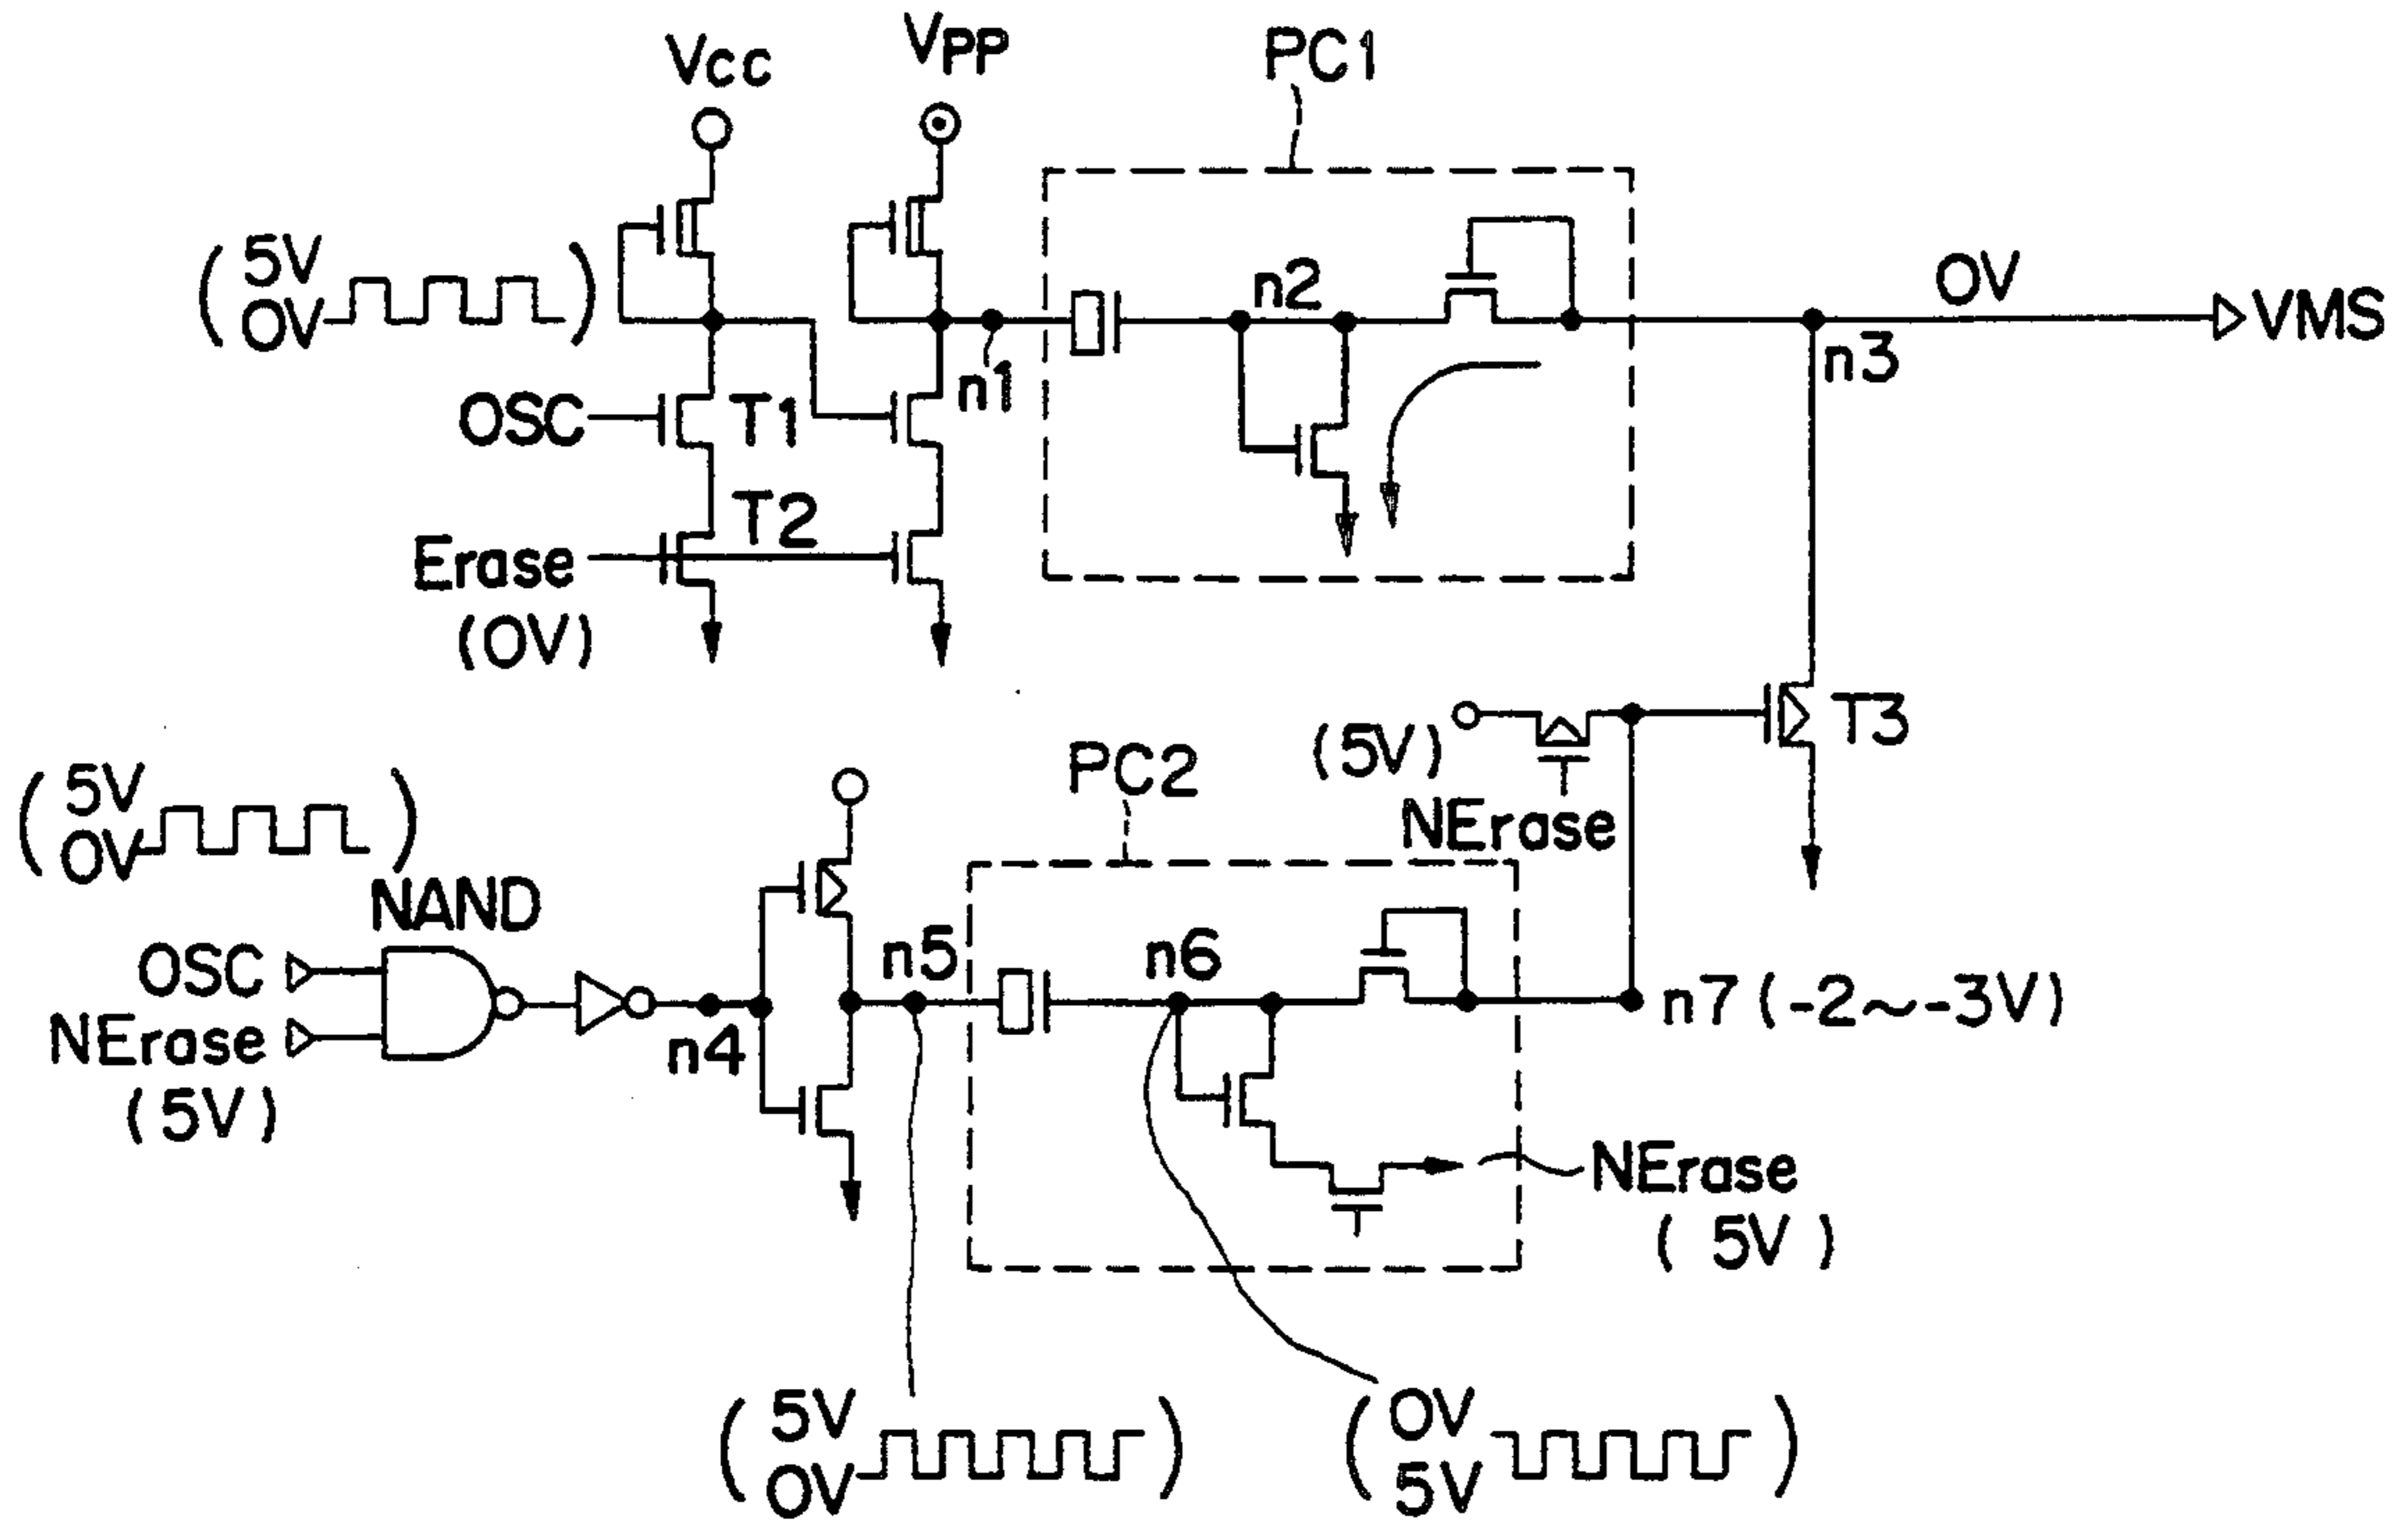 Vcc
VPP
PC1
5V
0V
n1
n2
n3
0V
VMS
OSC
T1
T2
Erase
(0V)
T3
(5V)
NErase
5V
0V
NAND
OSC
NErase
(5V)
n4
n5
PC2
n6
n7 (-2~-3V)
NErase
(5V)
5V
0V
0V
5V